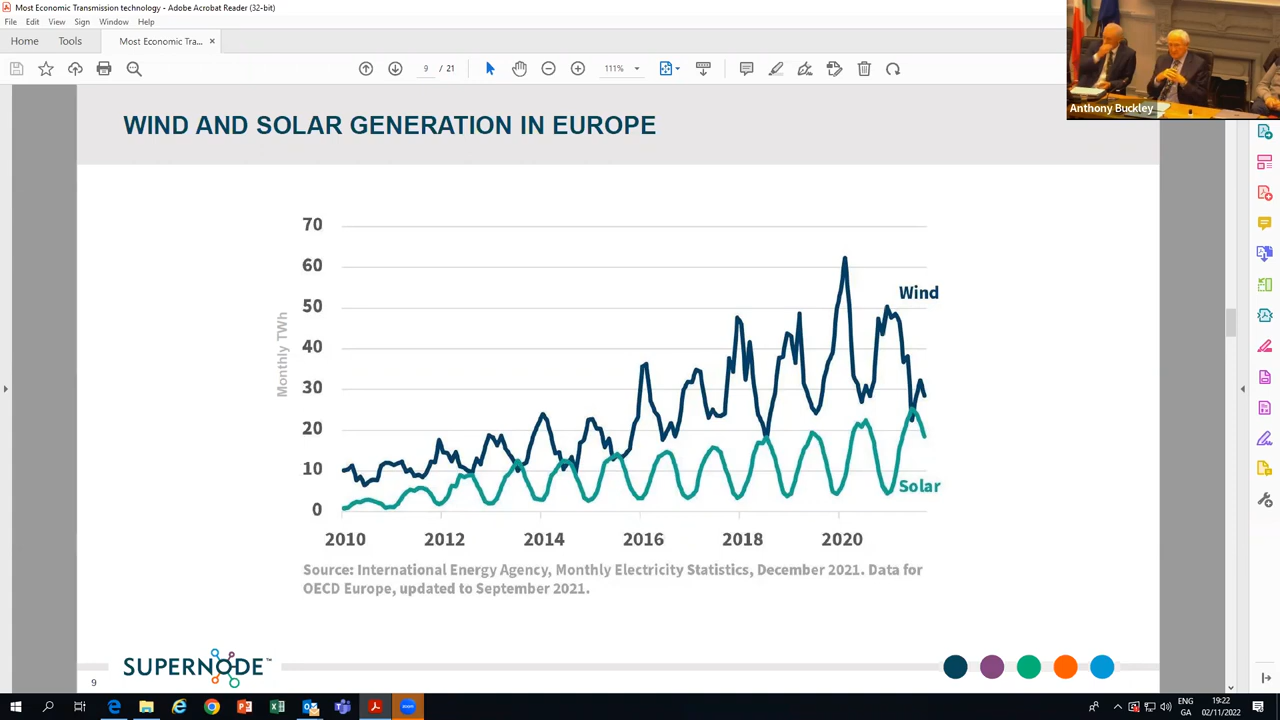 Most Economic Transmission technology - Adobe Acrobat Reader (32-bit)
File Edit View Sign Window Help
Home Tools Most Economic Tra... ×
9 / 21 111%
Anthony Buckley
WIND AND SOLAR GENERATION IN EUROPE
70
60
50
40
30
20
10
0
Monthly TWh
Wind
Solar
2010 2012 2014 2016 2018 2020
Source: International Energy Agency, Monthly Electricity Statistics, December 2021. Data for
OECD Europe, updated to September 2021.
SUPERNODE™
9
ENG
GA
19:22
02/11/2022